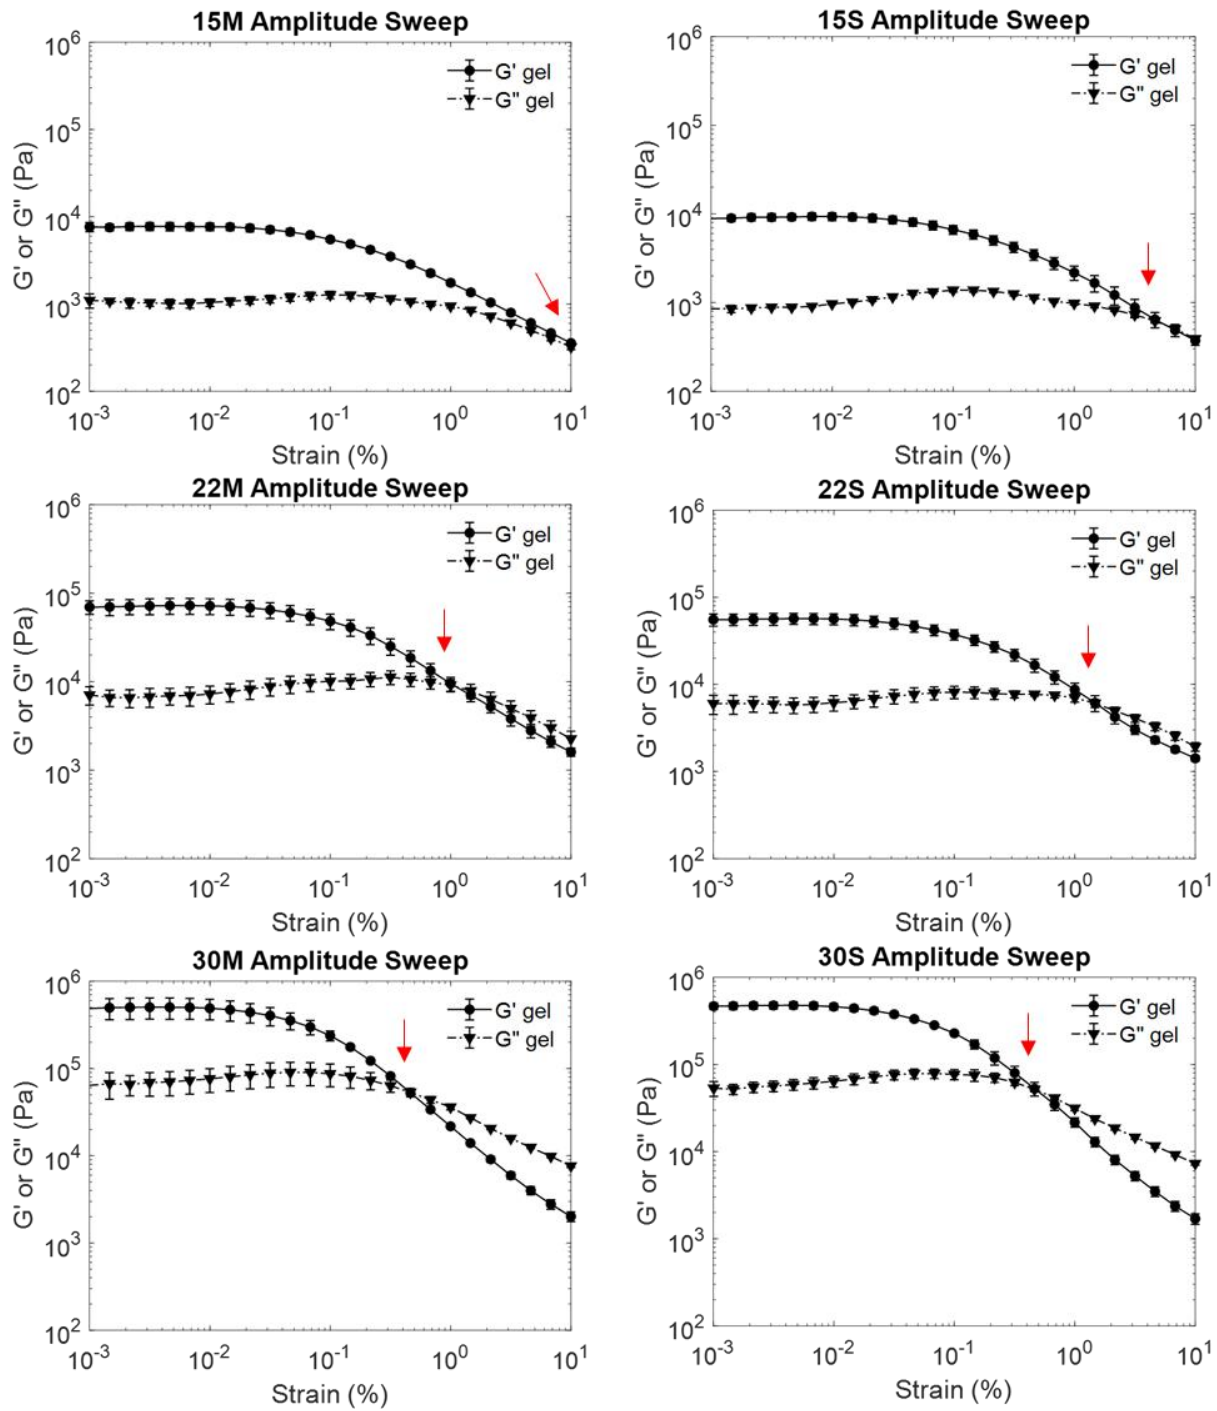 15M Amplitude Sweep
G' or G" (Pa)
10^6
10^5
10^4
10^3
10^2
G' gel
G" gel
10^-3
10^-2
10^-1
10^0
10^1
Strain (%)
15S Amplitude Sweep
G' or G" (Pa)
10^6
10^5
10^4
10^3
10^2
G' gel
G" gel
10^-3
10^-2
10^-1
10^0
10^1
Strain (%)
22M Amplitude Sweep
G' or G" (Pa)
10^6
10^5
10^4
10^3
10^2
G' gel
G" gel
10^-3
10^-2
10^-1
10^0
10^1
Strain (%)
22S Amplitude Sweep
G' or G" (Pa)
10^6
10^5
10^4
10^3
10^2
G' gel
G" gel
10^-3
10^-2
10^-1
10^0
10^1
Strain (%)
30M Amplitude Sweep
G' or G" (Pa)
10^6
10^5
10^4
10^3
10^2
G' gel
G" gel
10^-3
10^-2
10^-1
10^0
10^1
Strain (%)
30S Amplitude Sweep
G' or G" (Pa)
10^6
10^5
10^4
10^3
10^2
G' gel
G" gel
10^-3
10^-2
10^-1
10^0
10^1
Strain (%)